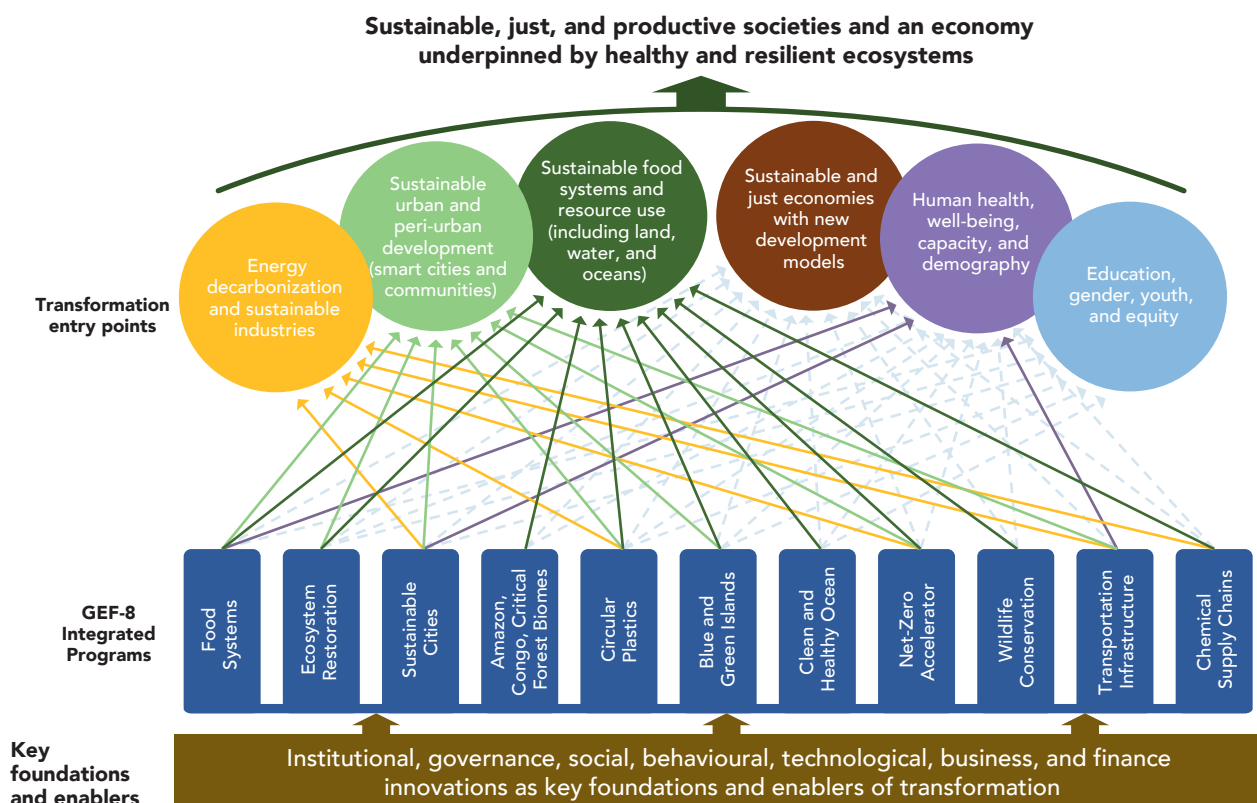 Sustainable, just, and productive societies and an economy
underpinned by healthy and resilient ecosystems
Transformation
entry points
Energy
decarbonization
and sustainable
industries
Sustainable
urban and
peri-urban
development
(smart cities and
communities)
Sustainable food
systems and
resource use
(including land,
water, and
oceans)
Sustainable and
just economies
with new
development
models
Human health,
well-being,
capacity, and
demography
Education,
gender, youth,
and equity
GEF-8
Integrated
Programs
Food
Systems
Ecosystem
Restoration
Sustainable
Cities
Amazon,
Congo, Critical
Forest Biomes
Circular
Plastics
Blue and
Green Islands
Clean and
Healthy Ocean
Net-Zero
Accelerator
Wildlife
Conservation
Transportation
Infrastructure
Chemical
Supply Chains
Key
foundations
and enablers
Institutional, governance, social, behavioural, technological, business, and finance
innovations as key foundations and enablers of transformation